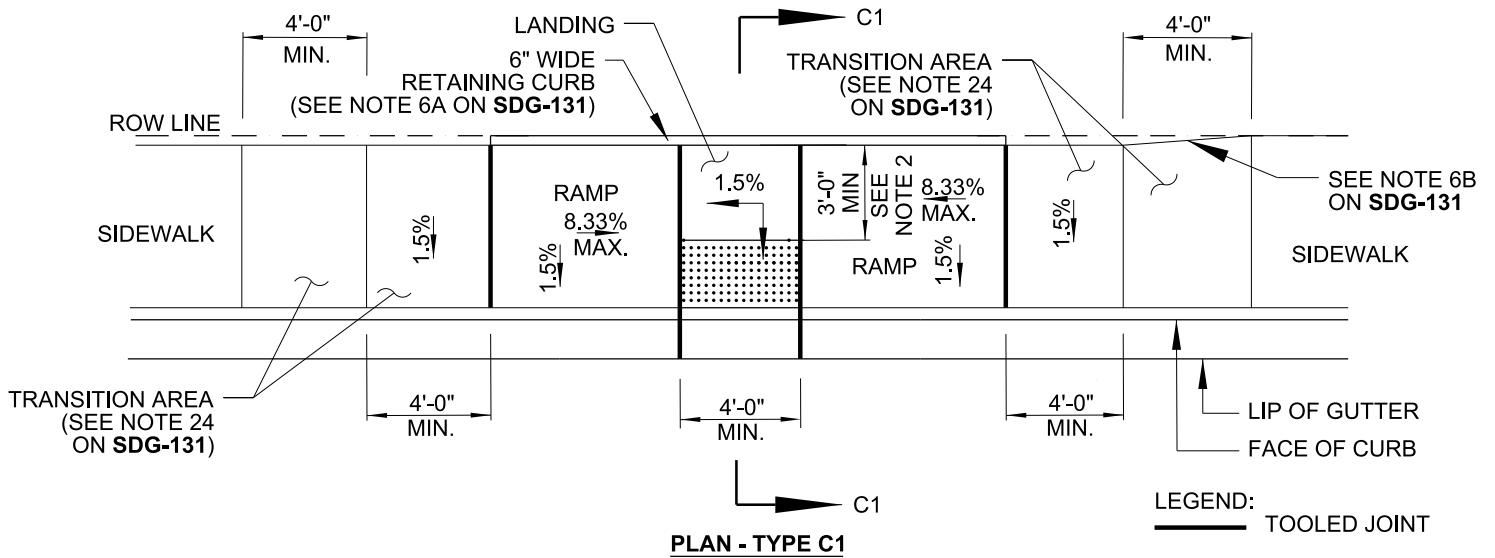 4'-0"
MIN.
LANDING
6" WIDE
RETAINING CURB
(SEE NOTE 6A ON SDG-131)
C1
TRANSITION AREA
(SEE NOTE 24
ON SDG-131)
4'-0"
MIN.
ROW LINE
SIDEWALK
1.5%
RAMP
8.33%
MAX.
1.5%
1.5%
3'-0"
MIN
SEE
NOTE 2
8.33%
MAX.
RAMP
1.5%
1.5%
SEE NOTE 6B
ON SDG-131
SIDEWALK
TRANSITION AREA
(SEE NOTE 24
ON SDG-131)
4'-0"
MIN.
4'-0"
MIN.
4'-0"
MIN.
LIP OF GUTTER
FACE OF CURB
C1
LEGEND:
TOOLED JOINT
PLAN - TYPE C1